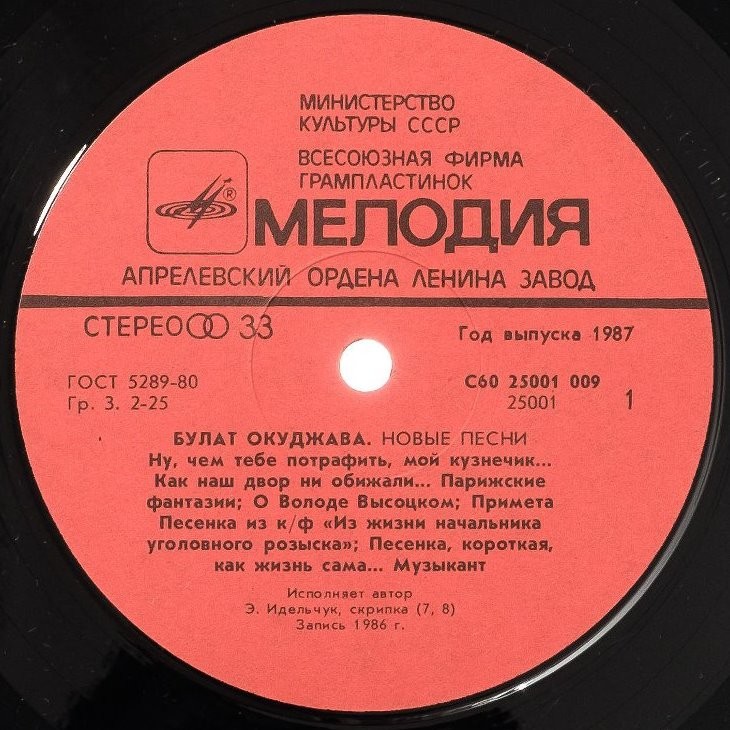 МИНИСТЕРСТВО
КУЛЬТУРЫ СССР
ВСЕСОЮЗНАЯ ФИРМА
ГРАМПЛАСТИНОК
®
МЕЛОДИЯ
АПРЕЛЕВСКИЙ ОРДЕНА ЛЕНИНА ЗАВОД
СТЕРЕО 33
Год выпуска 1987
ГОСТ 5289-80
Гр. 3. 2-25
С60 25001 009
25001
1
БУЛАТ ОКУДЖАВА. НОВЫЕ ПЕСНИ
Ну, чем тебе потрафить, мой кузнечик...
Как наш двор ни обижали... Парижские
фантазии; О Володе Высоцком; Примета
Песенка из к/ф «Из жизни начальника
уголовного розыска»; Песенка, короткая,
как жизнь сама... Музыкант
Исполняет автор
Э. Идельчук, скрипка (7, 8)
Запись 1986 г.